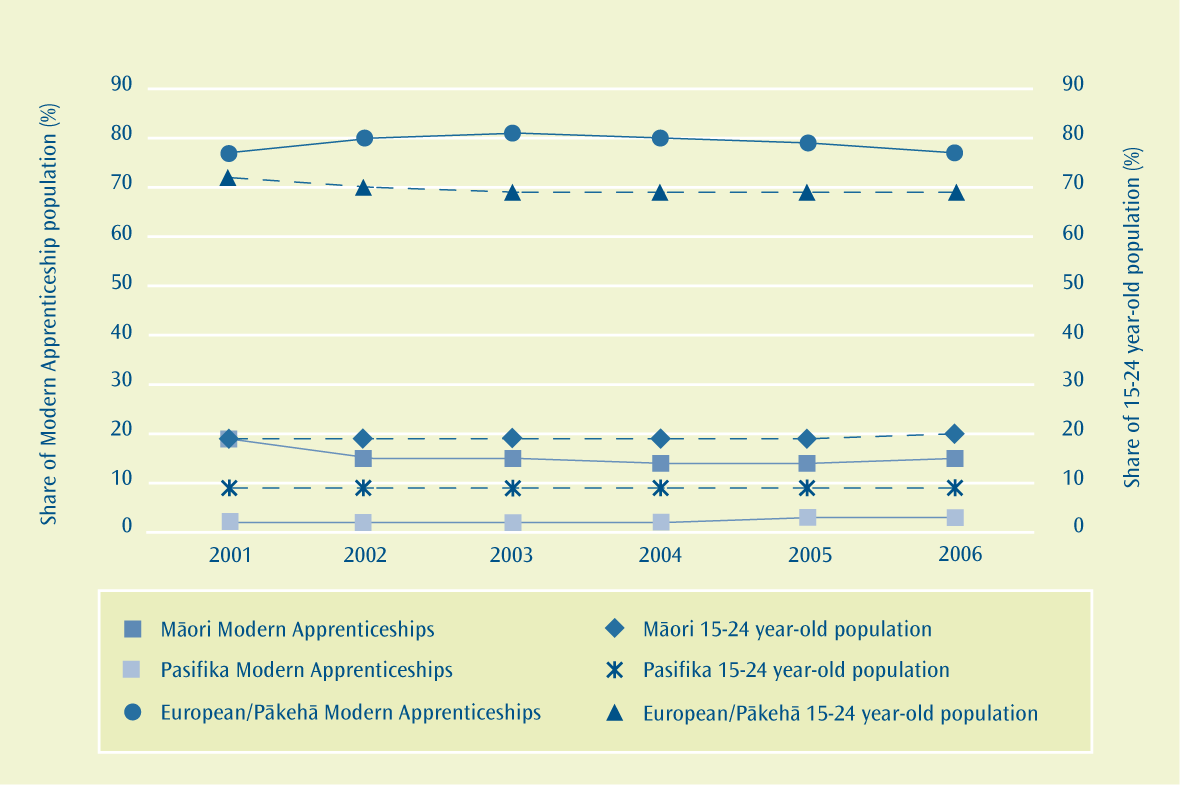 Share of Modern Apprenticeship population (%)
90
80
70
60
50
40
30
20
10
0
90
80
70
60
50
40
30
20
10
0
Share of 15-24 year-old population (%)
2001 2002 2003 2004 2005 2006
Māori Modern Apprenticeships
Pasifika Modern Apprenticeships
European/Pākehā Modern Apprenticeships
Māori 15-24 year-old population
Pasifika 15-24 year-old population
European/Pākehā 15-24 year-old population